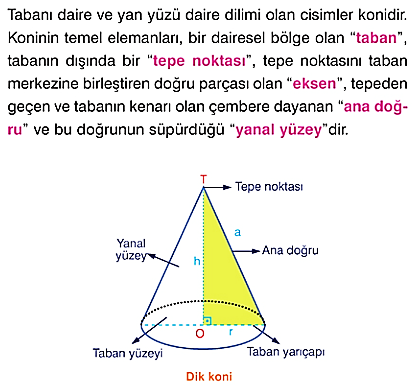 Tabanı daire ve yan yüzü daire dilimi olan cisimler konidir.
Koninin temel elemanları, bir dairesel bölge olan “taban”,
tabanın dışında bir “tepe noktası”, tepe noktasını taban
merkezine birleştiren doğru parçası olan “eksen”, tepeden
geçen ve tabanın kenarı olan çembere dayanan “ana doğ-
ru” ve bu doğrunun süpürdüğü “yanal yüzey”dir.
T
Tepe noktası
a
Yanal
yüzey
Ana doğru
h
O
r
Taban yüzeyi
Taban yarıçapı
Dik koni